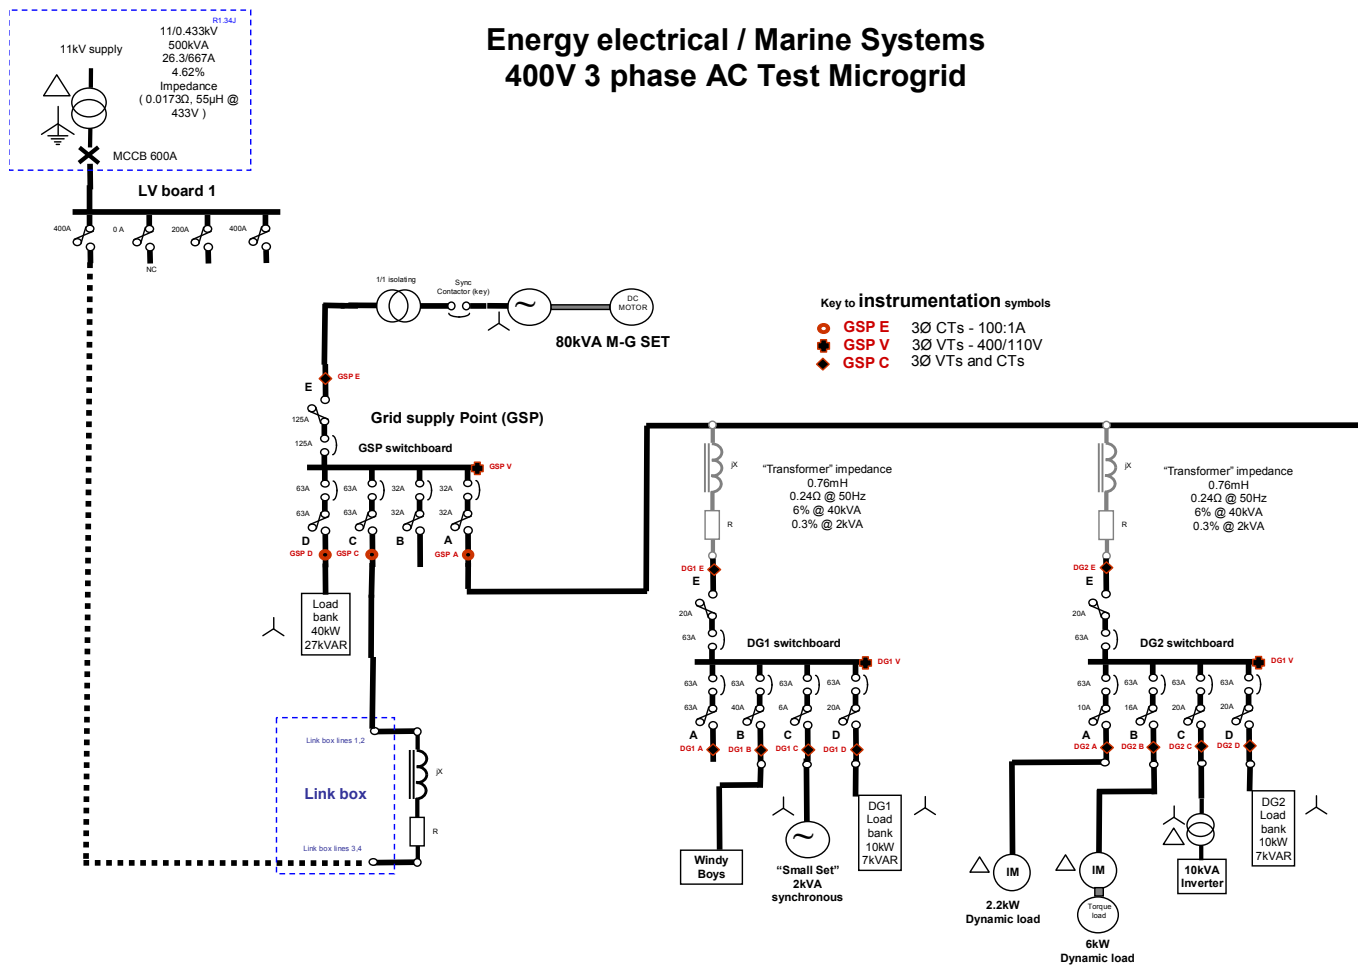 Energy electrical / Marine Systems
400V 3 phase AC Test Microgrid
R1.34J
11kV supply
11/0.433kV
500kVA
26.3/667A
4.62%
Impedance
( 0.0173Ω, 55µH @
433V )
MCCB 600A
LV board 1
400A
0 A
200A
400A
NC
1/1 isolating
Sync
Contactor (key)
DC
MOTOR
80kVA M-G SET
Key to instrumentation symbols
GSP E 3Ø CTs - 100:1A
GSP V 3Ø VTs - 400/110V
GSP C 3Ø VTs and CTs
GSP E
E
125A
125A
Grid supply Point (GSP)
GSP switchboard
GSP V
63A
63A
32A
32A
63A
63A
32A
32A
D
C
B
A
GSP D
GSP C
GSP A
Load
bank
40kW
27kVAR
Link box lines 1,2
Link box
Link box lines 3,4
jX
R
jX
R
"Transformer" impedance
0.76mH
0.24Ω @ 50Hz
6% @ 40kVA
0.3% @ 2kVA
DG1 E
E
20A
63A
DG1 switchboard
DG1 V
63A
63A
63A
63A
63A
40A
6A
20A
A
B
C
D
DG1 A
DG1 B
DG1 C
DG1 D
Windy
Boys
"Small Set"
2kVA
synchronous
DG1
Load
bank
10kW
7kVAR
jX
R
"Transformer" impedance
0.76mH
0.24Ω @ 50Hz
6% @ 40kVA
0.3% @ 2kVA
DG2 E
E
20A
63A
DG2 switchboard
DG1 V
63A
63A
63A
63A
10A
16A
20A
20A
A
B
C
D
DG2 A
DG2 B
DG2 C
DG2 D
IM
2.2kW
Dynamic load
IM
Torque
load
6kW
Dynamic load
10kVA
Inverter
DG2
Load
bank
10kW
7kVAR